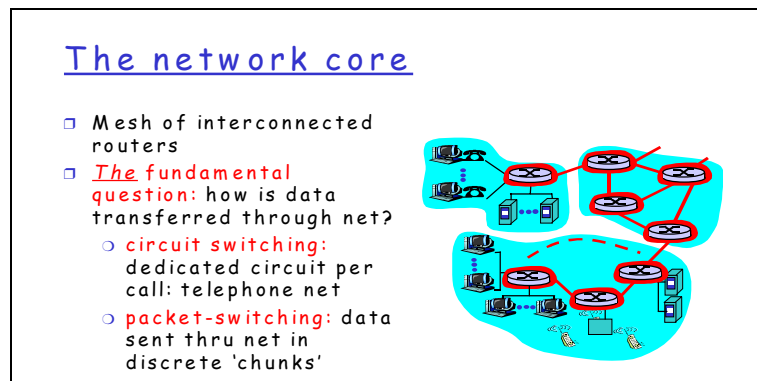 The network core
Mesh of interconnected
routers
The fundamental
question: how is data
transferred through net?
circuit switching:
dedicated circuit per
call: telephone net
packet-switching: data
sent thru net in
discrete ‘chunks’